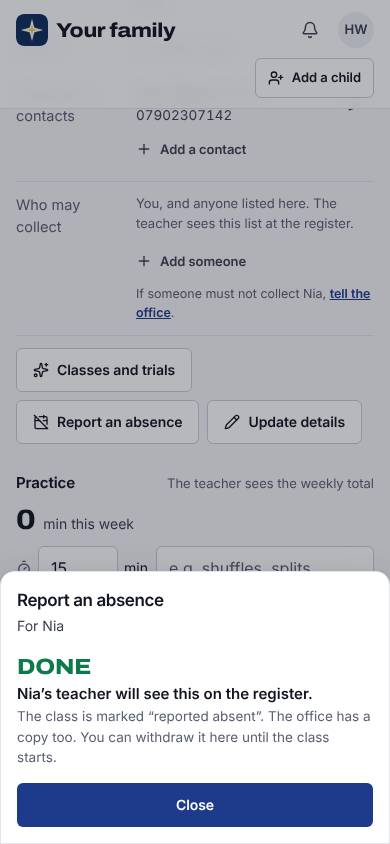 Your family
HW
Add a child
contacts
07902307142
Add a contact
Who may
collect
You, and anyone listed here. The
teacher sees this list at the register.
Add someone
If someone must not collect Nia, tell the
office.
Classes and trials
Report an absence
Update details
Practice
The teacher sees the weekly total
0 min this week
15
min
e.g. shuffles, splits
Report an absence
For Nia
DONE
Nia’s teacher will see this on the register.
The class is marked “reported absent”. The office has a
copy too. You can withdraw it here until the class
starts.
Close